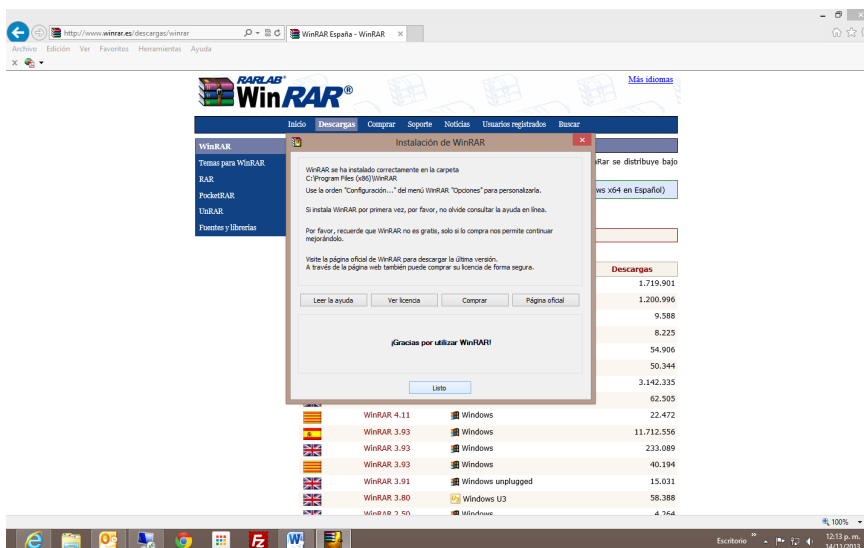 http://www.winrar.es/descargas/winrar
WinRAR España - WinRAR
Archivo Edición Ver Favoritos Herramientas Ayuda
RARLAB®
WinRAR®
Más idiomas
Inicio Descargas Comprar Soporte Noticias Usuarios registrados Buscar
WinRAR
Temas para WinRAR
RAR
PocketRAR
UnRAR
Fuentes y librerías
Rar se distribuye bajo
ws x64 en Español)
Instalación de WinRAR
WinRAR se ha instalado correctamente en la carpeta
C:\Program Files (x86)\WinRAR
Use la orden "Configuración..." del menú WinRAR "Opciones" para personalizarla.
Si instala WinRAR por primera vez, por favor, no olvide consultar la ayuda en línea.
Por favor, recuerde que WinRAR no es gratis, solo si lo compra nos permite continuar
mejorándolo.
Visite la página oficial de WinRAR para descargar la última versión.
A través de la página web también puede comprar su licencia de forma segura.
Leer la ayuda
Ver licencia
Comprar
Página oficial
¡Gracias por utilizar WinRAR!
Listo
Descargas
1.719.901
1.200.996
9.588
8.225
54.906
50.344
3.142.335
62.505
WinRAR 4.11 Windows 22.472
WinRAR 3.93 Windows 11.712.556
WinRAR 3.93 Windows 233.089
WinRAR 3.93 Windows 40.194
WinRAR 3.91 Windows unplugged 15.031
WinRAR 3.80 Windows U3 58.388
WinRAR 2.50 Windows 4.264
100%
Escritorio
12:13 p.m.
14/11/2013